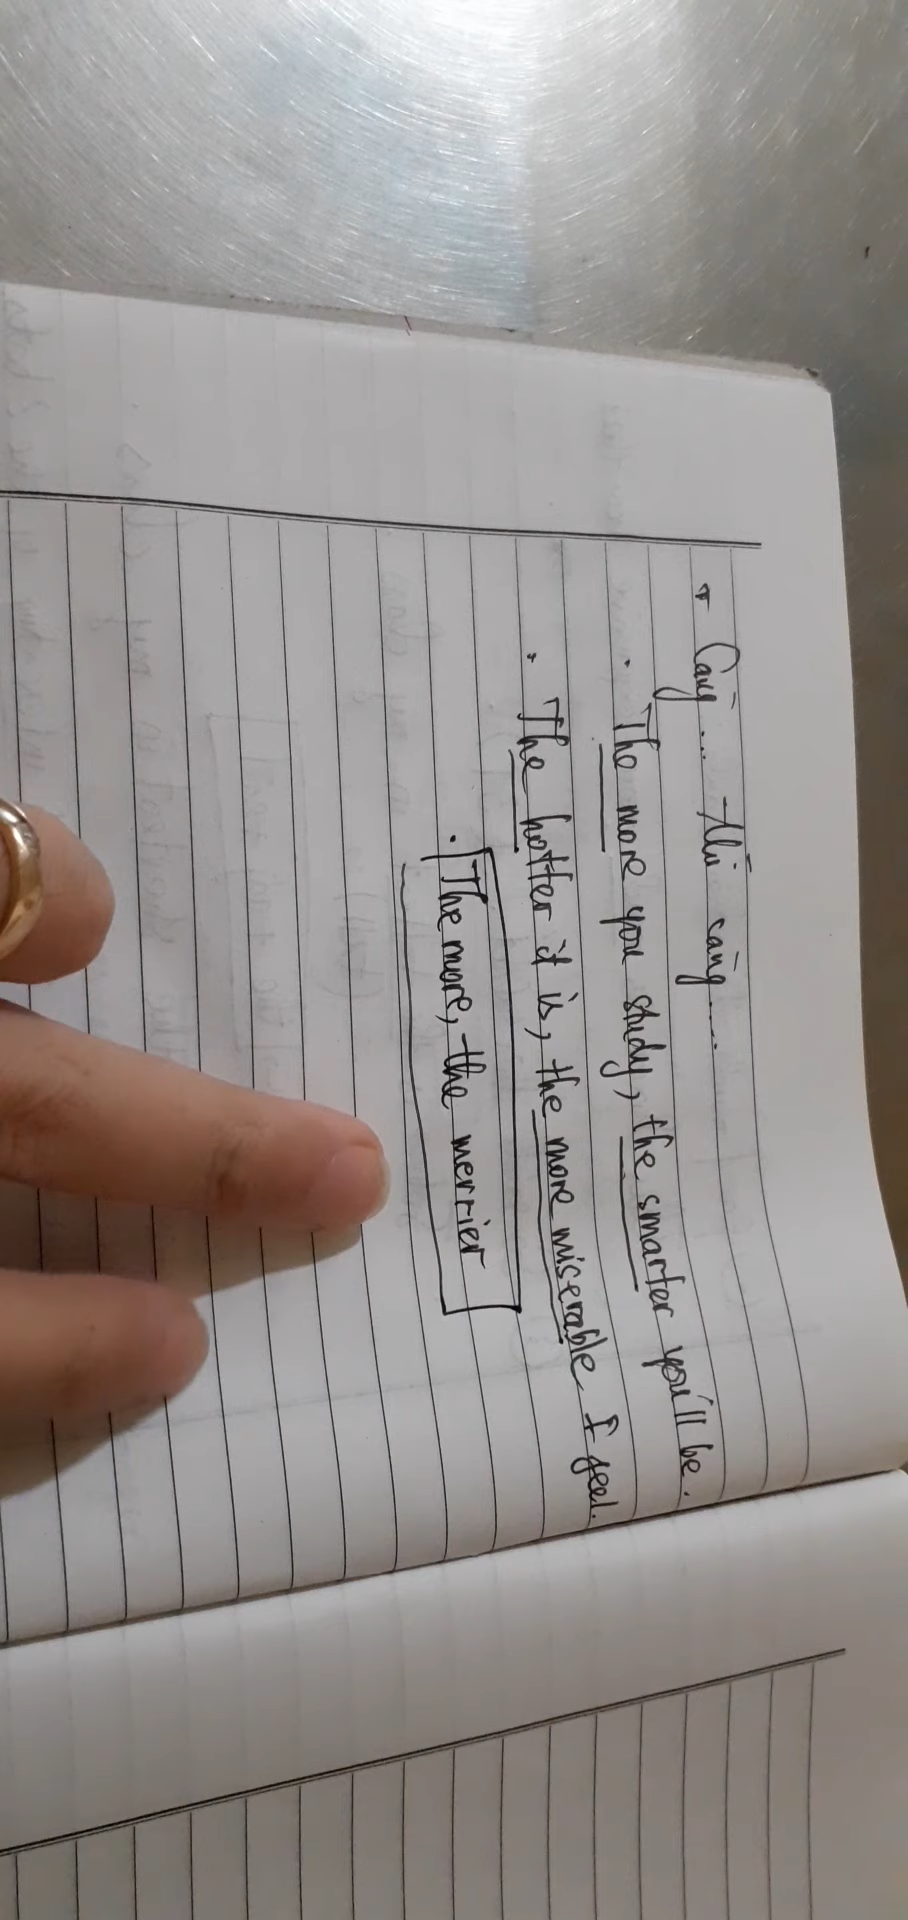 * Càng ... thì càng ....
. The more you study, the smarter you'll be.
. The hotter it is, the more miserable I feel.
. The more, the merrier